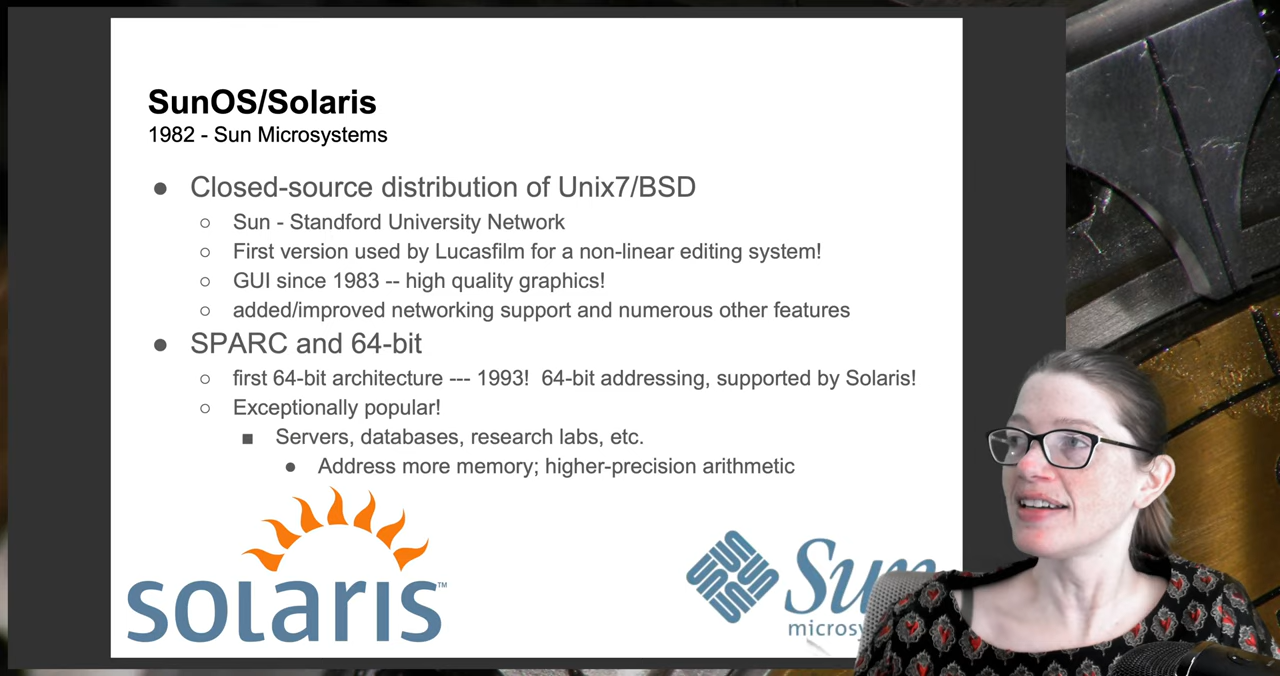 SunOS/Solaris
1982 - Sun Microsystems
● Closed-source distribution of Unix7/BSD
○ Sun - Standford University Network
○ First version used by Lucasfilm for a non-linear editing system!
○ GUI since 1983 -- high quality graphics!
○ added/improved networking support and numerous other features
● SPARC and 64-bit
○ first 64-bit architecture --- 1993!  64-bit addressing, supported by Solaris!
○ Exceptionally popular!
■ Servers, databases, research labs, etc.
● Address more memory; higher-precision arithmetic
solaris™
Sun
microsy